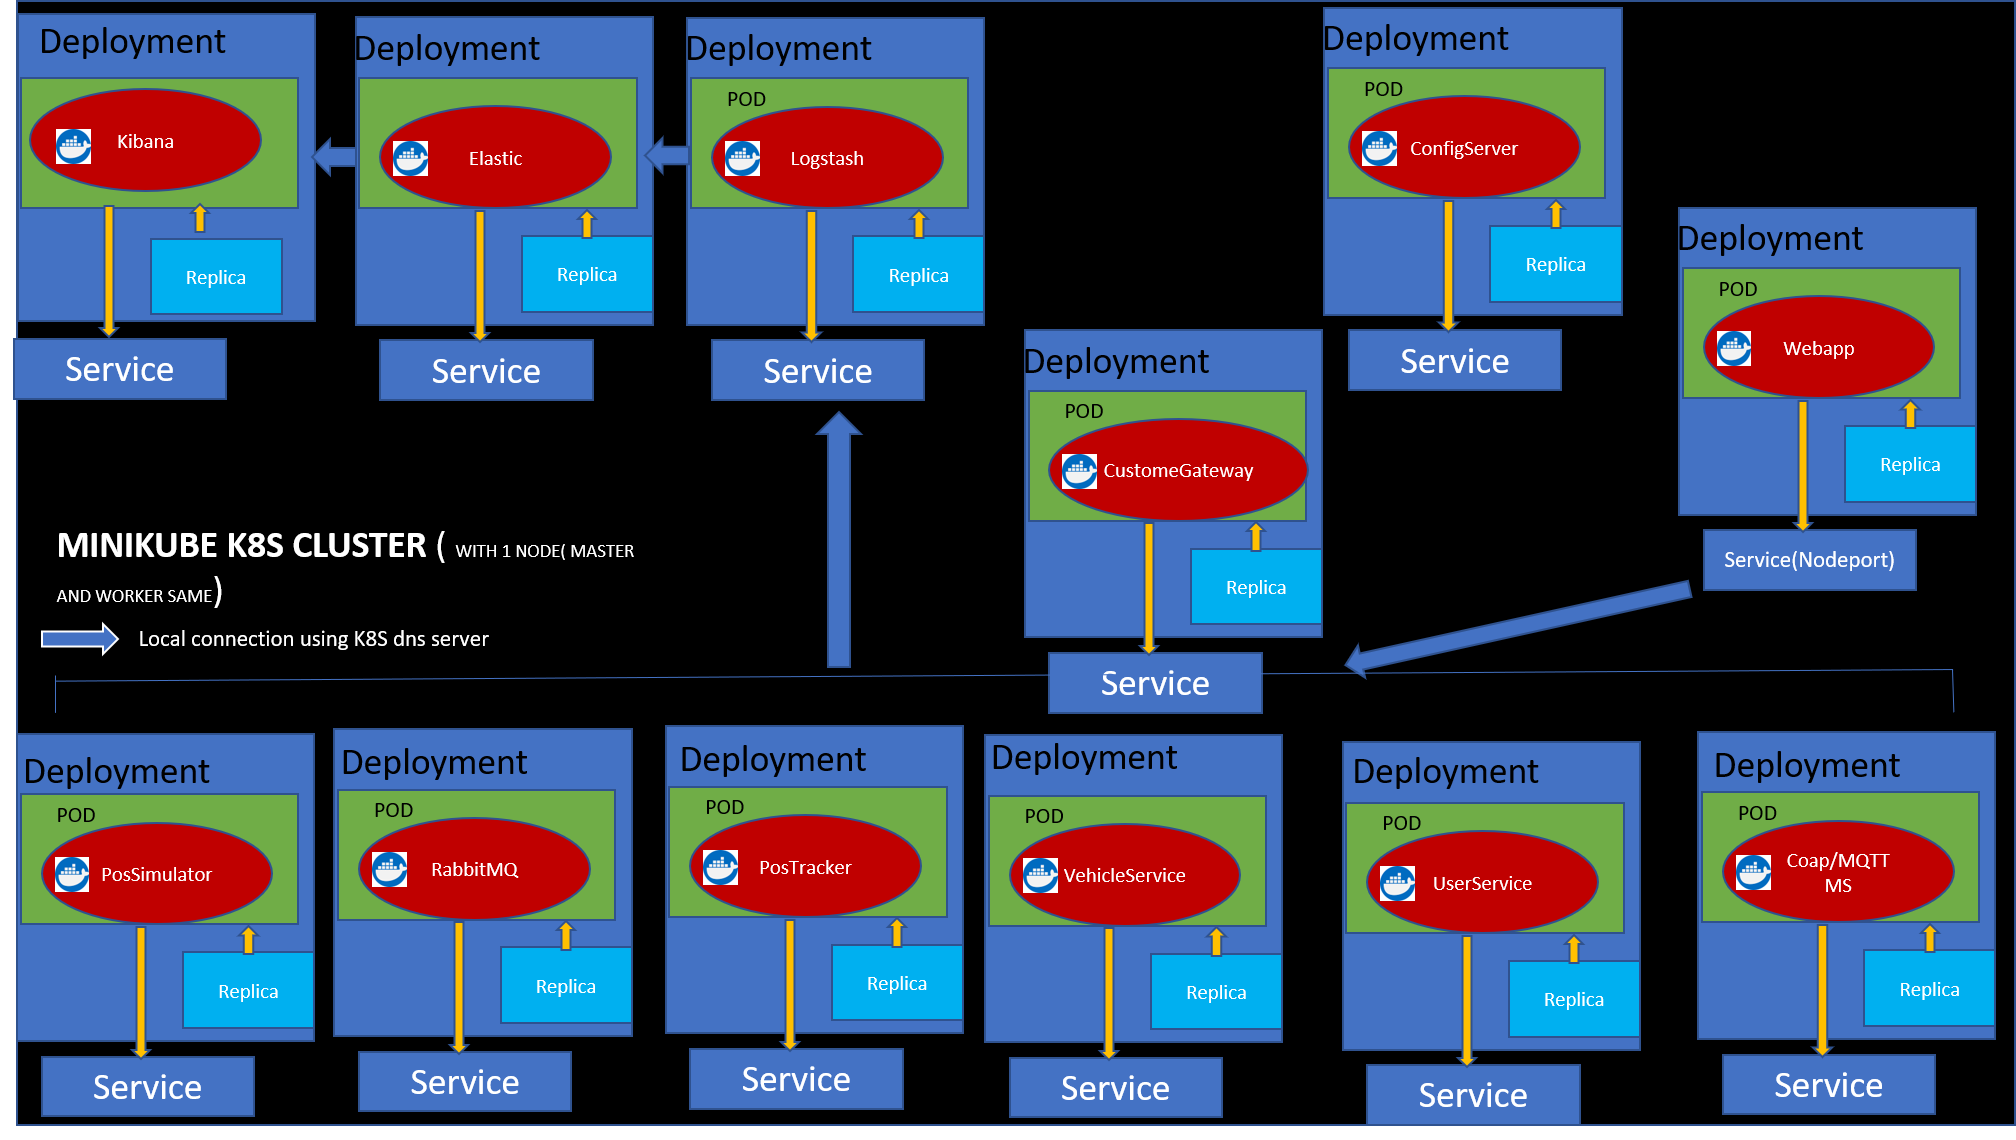 Deployment
Kibana
Replica
Service
Deployment
Elastic
Replica
Service
Deployment
POD
Logstash
Replica
Service
Deployment
POD
ConfigServer
Replica
Service
Deployment
POD
Webapp
Replica
Service(Nodeport)
Deployment
POD
CustomeGateway
Replica
Service
MINIKUBE K8S CLUSTER ( WITH 1 NODE( MASTER
AND WORKER SAME)
Local connection using K8S dns server
Deployment
POD
PosSimulator
Replica
Service
Deployment
POD
RabbitMQ
Replica
Service
Deployment
POD
PosTracker
Replica
Service
Deployment
POD
VehicleService
Replica
Service
Deployment
POD
UserService
Replica
Service
Deployment
POD
Coap/MQTT
MS
Replica
Service